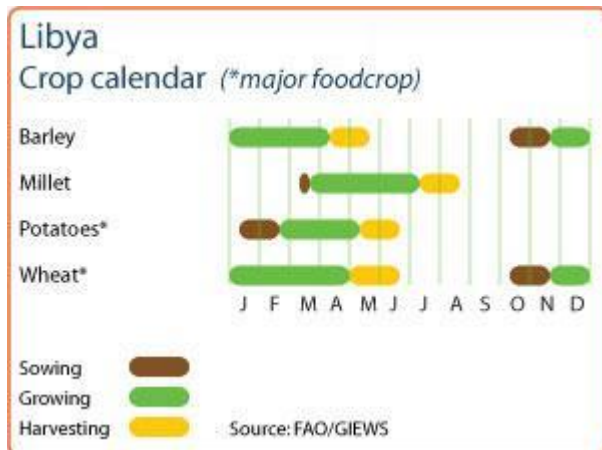 Libya
Crop calendar (*major foodcrop)
Barley
Millet
Potatoes*
Wheat*
J F M A M J J A S O N D
Sowing
Growing
Harvesting Source: FAO/GIEWS